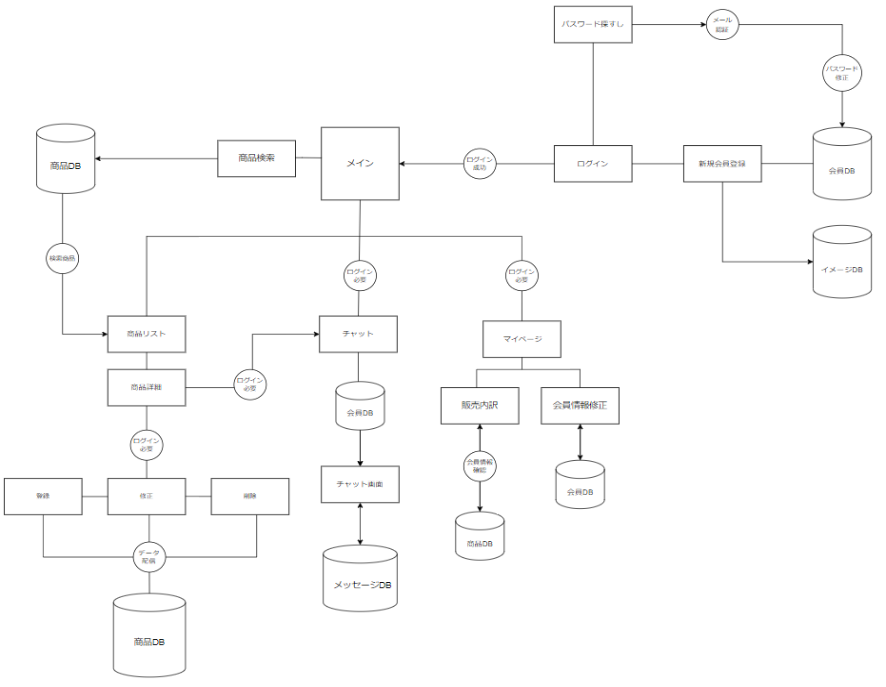 パスワード探すし
メール
認証
パスワード
修正
商品DB
商品検索
メイン
ログイン
成功
ログイン
新規会員登録
会員DB
検索商品
ログイン
必要
ログイン
必要
イメージDB
商品リスト
チャット
マイページ
商品詳細
ログイン
必要
会員DB
販売内訳
会員情報修正
ログイン
必要
会員情報
確認
チャット画面
会員DB
登録
修正
削除
商品DB
データ
メッセージDB
商品DB